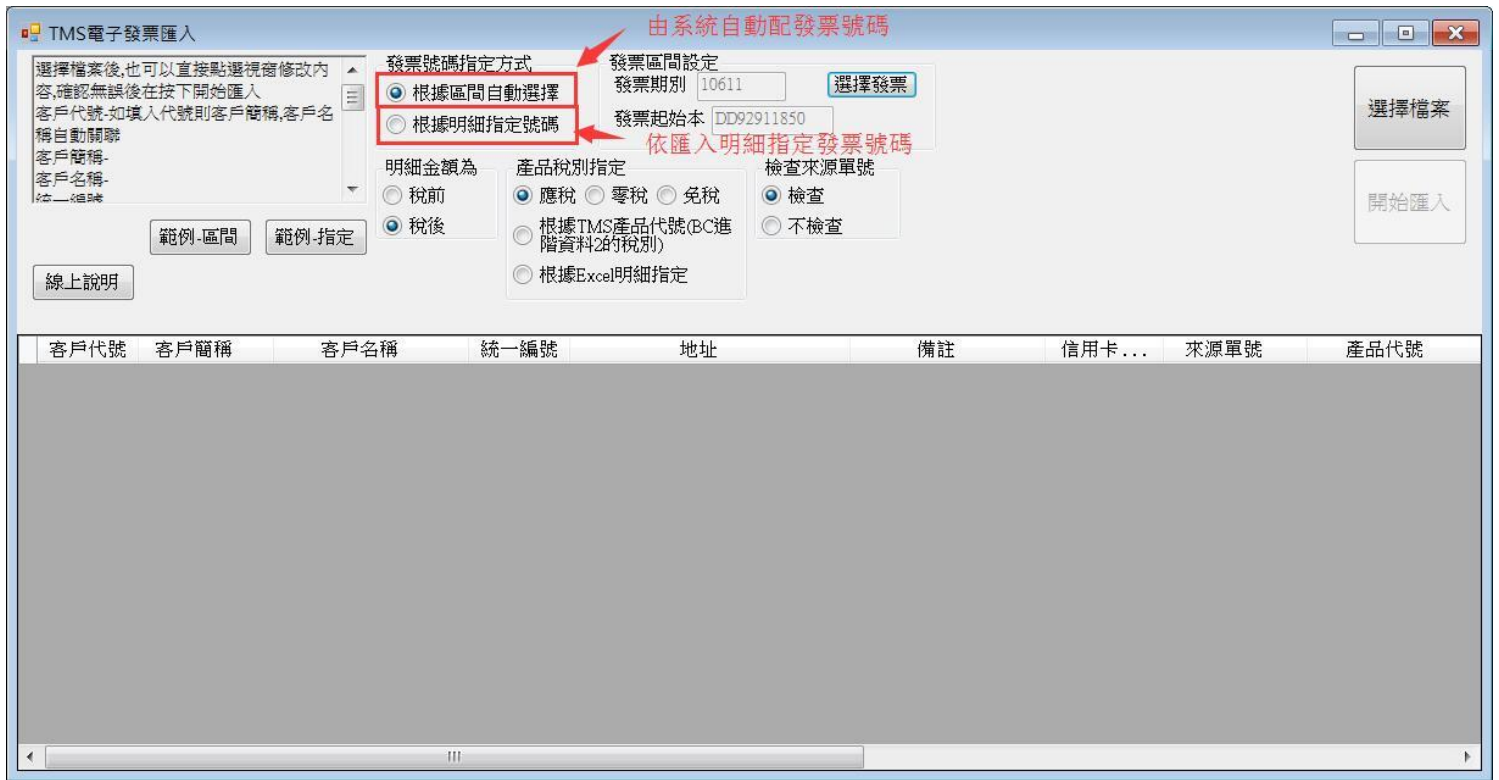 TMS電子發票匯入
由系統自動配發票號碼
選擇檔案後,也可以直接點選視窗修改內
容,確認無誤後在按下開始匯入
客戶代號-如填入代號則客戶簡稱,客戶名
稱自動關聯
客戶簡稱-
客戶名稱-
統一編號
範例-區間
範例-指定
線上說明
發票號碼指定方式
根據區間自動選擇
根據明細指定號碼
發票區間設定
發票期別 10611 選擇發票
發票起始本 DD92911850
依匯入明細指定發票號碼
明細金額為
稅前
稅後
產品稅別指定
應稅 零稅 免稅
根據TMS產品代號(BC進
階資料2的稅別)
根據Excel明細指定
檢查來源單號
檢查
不檢查
選擇檔案
開始匯入
客戶代號 客戶簡稱 客戶名稱 統一編號 地址 備註 信用卡... 來源單號 產品代號